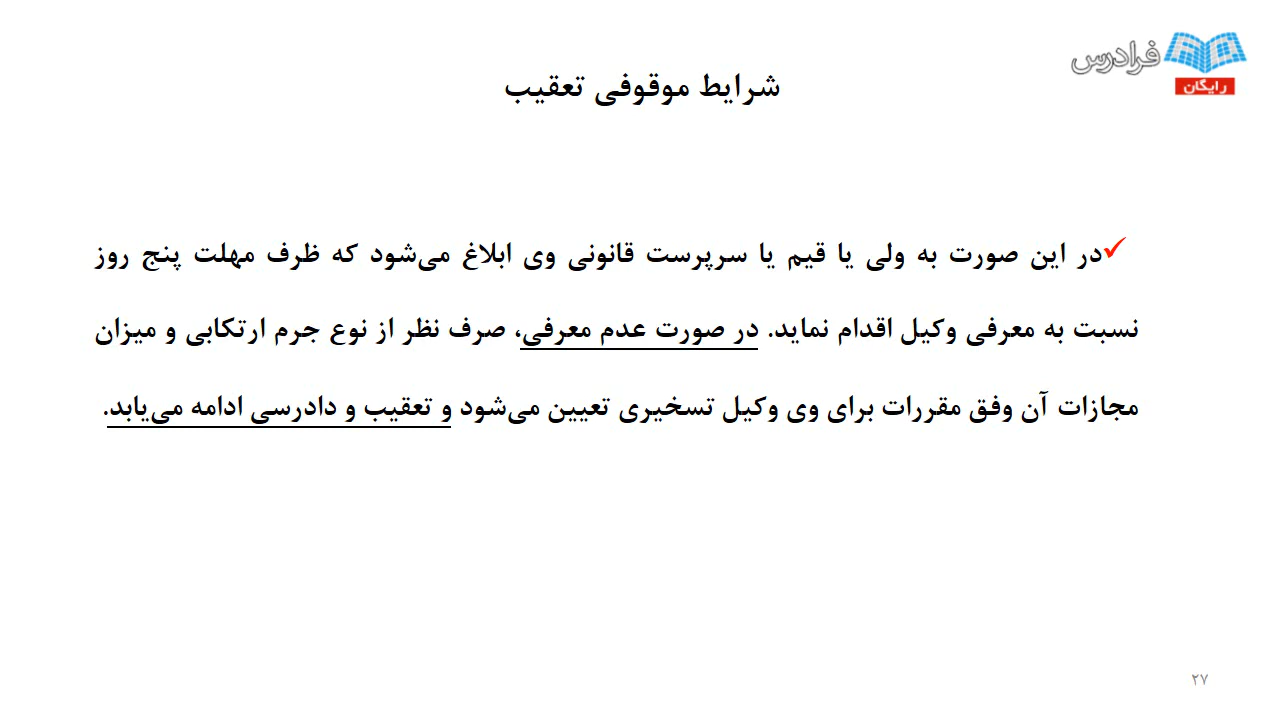 فرادرس
رایگان
شرایط موقوفی تعقیب
✓در این صورت به ولی یا قیم یا سرپرست قانونی وی ابلاغ می‌شود که ظرف مهلت پنج روز
نسبت به معرفی وکیل اقدام نماید. در صورت عدم معرفی، صرف نظر از نوع جرم ارتکابی و میزان
مجازات آن وفق مقررات برای وی وکیل تسخیری تعیین می‌شود و تعقیب و دادرسی ادامه می‌یابد.
۲۷